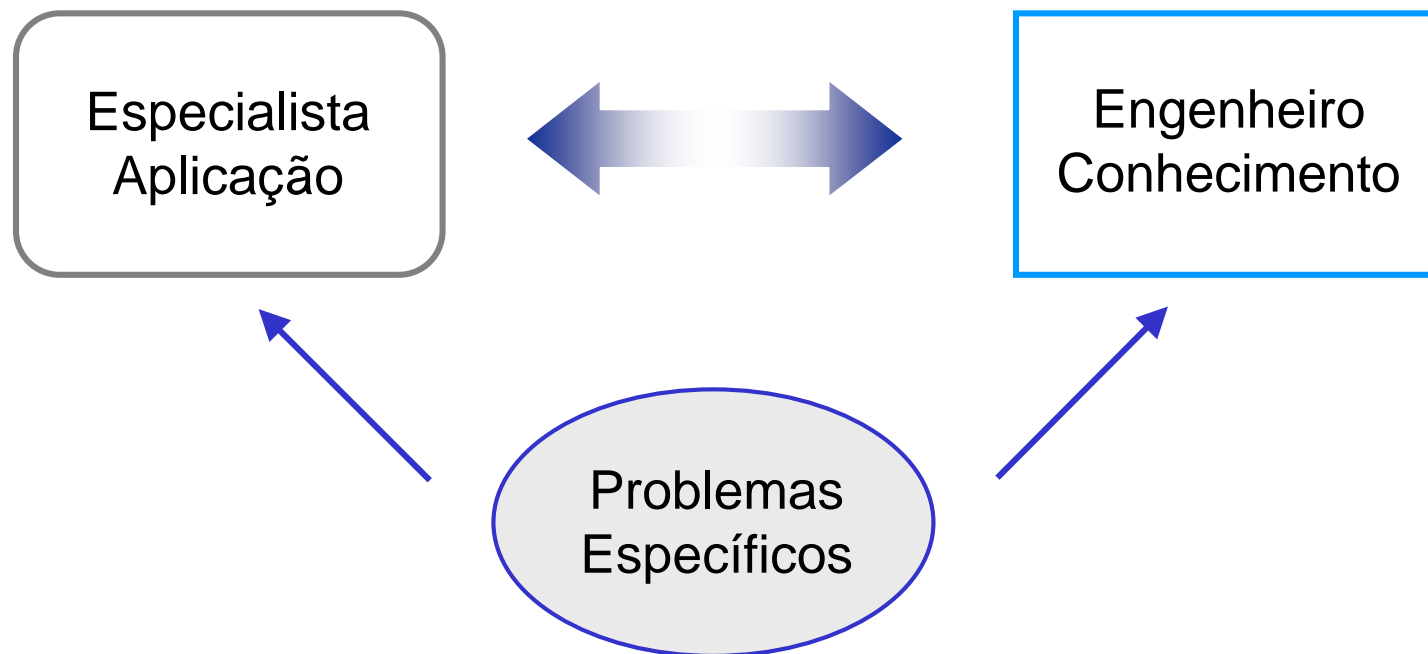 Especialista
Aplicação
Engenheiro
Conhecimento
Problemas
Específicos